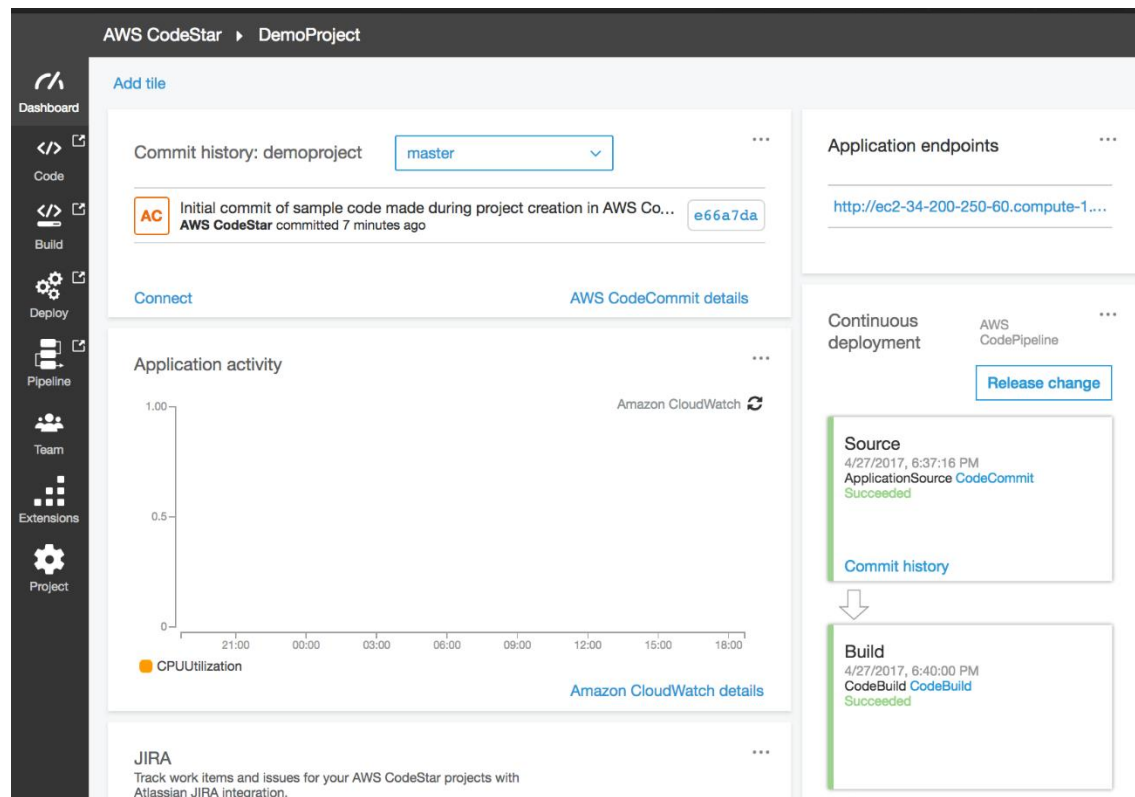 AWS CodeStar ▸ DemoProject
Dashboard
Code
Build
Deploy
Pipeline
Team
Extensions
Project
Add tile
Commit history: demoproject
master
AC
Initial commit of sample code made during project creation in AWS Co...
AWS CodeStar committed 7 minutes ago
e66a7da
Connect
AWS CodeCommit details
Application activity
Amazon CloudWatch
1.00
0.5
0
21:00 00:00 03:00 06:00 09:00 12:00 15:00 18:00
CPUUtilization
Amazon CloudWatch details
JIRA
Track work items and issues for your AWS CodeStar projects with
Atlassian JIRA integration.
Application endpoints
http://ec2-34-200-250-60.compute-1....
Continuous
deployment
AWS
CodePipeline
Release change
Source
4/27/2017, 6:37:16 PM
ApplicationSource CodeCommit
Succeeded
Commit history
Build
4/27/2017, 6:40:00 PM
CodeBuild CodeBuild
Succeeded